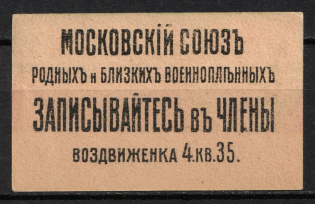 МОСКОВСКІЙ СОЮЗЪ
РОДНЫХЪ и БЛИЗКИХЪ ВОЕННОПЛѢННЫХЪ
ЗАПИСЫВАЙТЕСЬ въ ЧЛЕНЫ
ВОЗДВИЖЕНКА 4. КВ. 35.